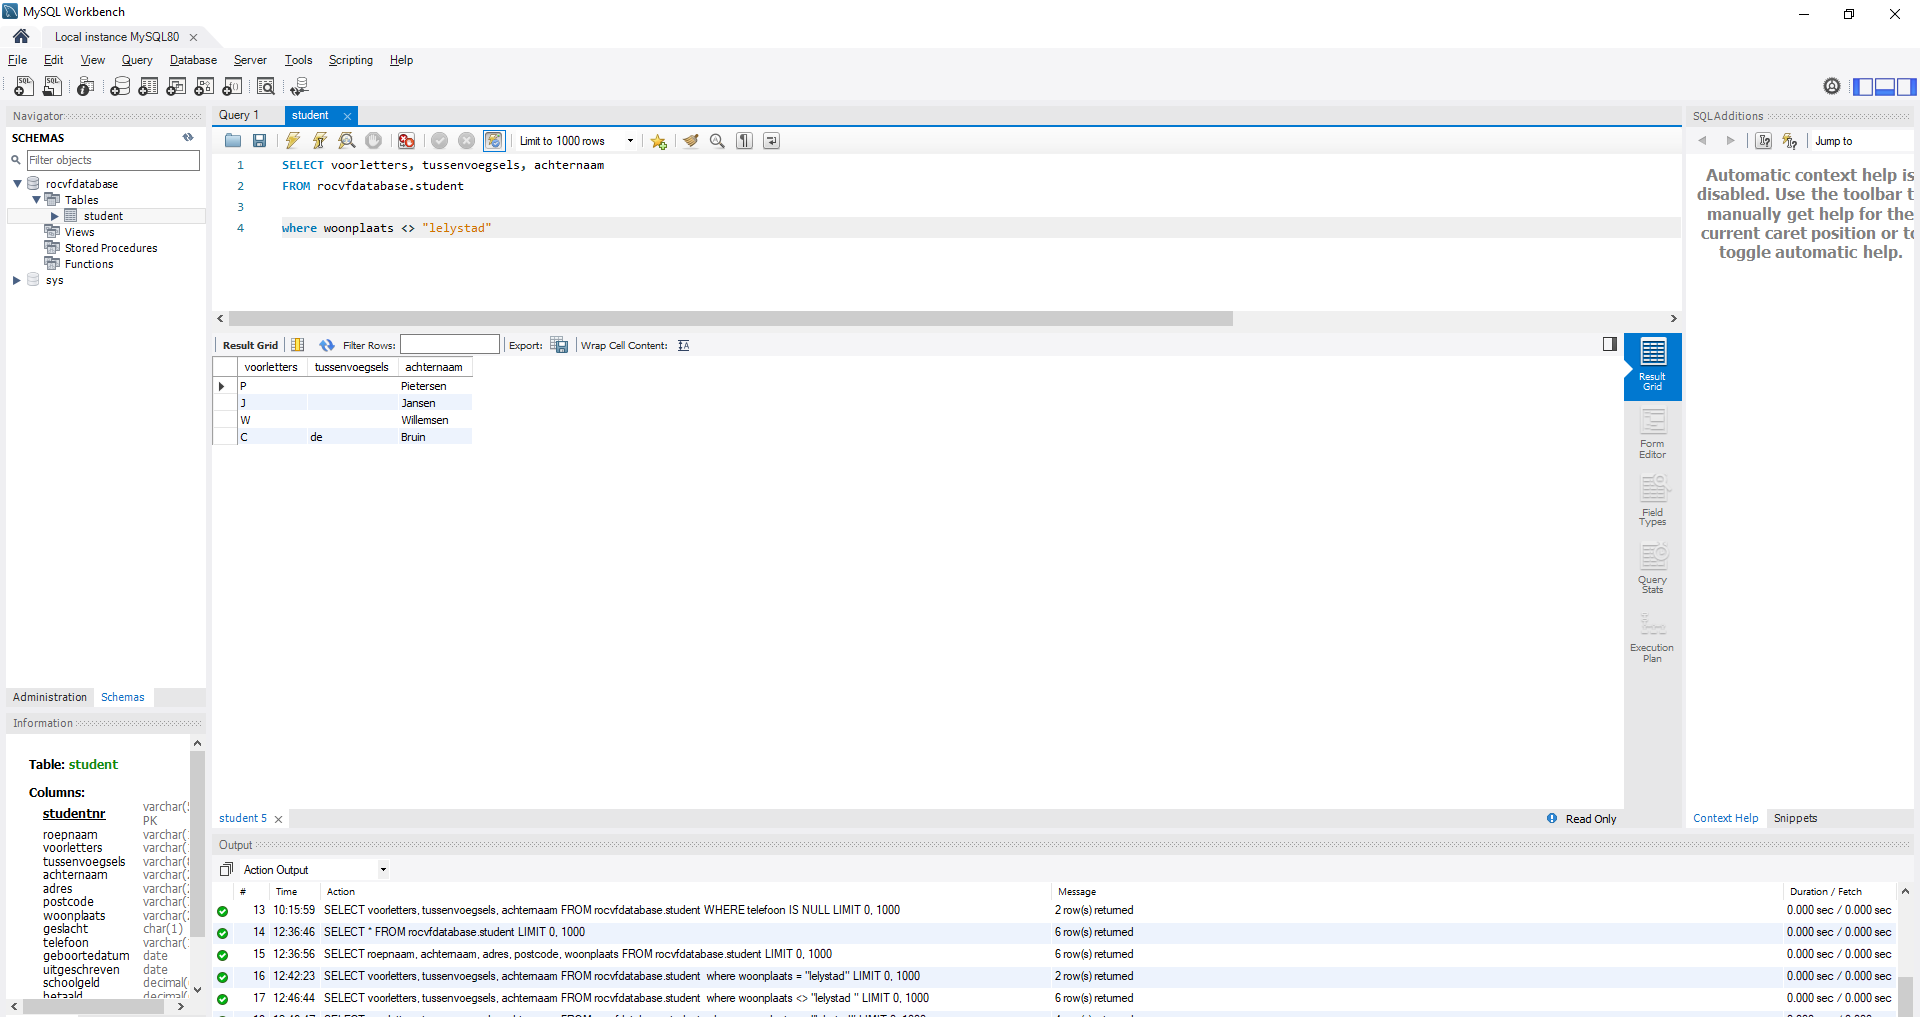 MySQL Workbench
Local instance MySQL80
File Edit View Query Database Server Tools Scripting Help
Navigator
SCHEMAS
Filter objects
rocvfdatabase
Tables
student
Views
Stored Procedures
Functions
sys
Administration Schemas
Information
Table: student
Columns:
studentnr varchar(5
PK
roepnaam varchar(
voorletters varchar(
tussenvoegsels varchar(
achternaam varchar(
adres varchar(
postcode varchar(
woonplaats varchar(
geslacht char(1)
telefoon varchar(
geboortedatum date
uitgeschreven date
schoolgeld decimal(
betaald decimal(
Query 1 student
Limit to 1000 rows
1 SELECT voorletters, tussenvoegsels, achternaam
2 FROM rocvfdatabase.student
3
4 where woonplaats <> "lelystad"
Result Grid Filter Rows: Export: Wrap Cell Content:
voorletters tussenvoegsels achternaam
P Pietersen
J Jansen
W Willemsen
C de Bruin
Result
Grid
Form
Editor
Field
Types
Query
Stats
Execution
Plan
student 5 Read Only
SQLAdditions
Jump to
Automatic context help is
disabled. Use the toolbar t
manually get help for the
current caret position or to
toggle automatic help.
Context Help Snippets
Output
Action Output
# Time Action Message Duration / Fetch
13 10:15:59 SELECT voorletters, tussenvoegsels, achternaam FROM rocvfdatabase.student WHERE telefoon IS NULL LIMIT 0, 1000 2 row(s) returned 0.000 sec / 0.000 sec
14 12:36:46 SELECT * FROM rocvfdatabase.student LIMIT 0, 1000 6 row(s) returned 0.000 sec / 0.000 sec
15 12:36:56 SELECT roepnaam, achternaam, adres, postcode, woonplaats FROM rocvfdatabase.student LIMIT 0, 1000 6 row(s) returned 0.000 sec / 0.000 sec
16 12:42:23 SELECT voorletters, tussenvoegsels, achternaam FROM rocvfdatabase.student where woonplaats = "lelystad" LIMIT 0, 1000 2 row(s) returned 0.000 sec / 0.000 sec
17 12:46:44 SELECT voorletters, tussenvoegsels, achternaam FROM rocvfdatabase.student where woonplaats <> "lelystad " LIMIT 0, 1000 6 row(s) returned 0.000 sec / 0.000 sec